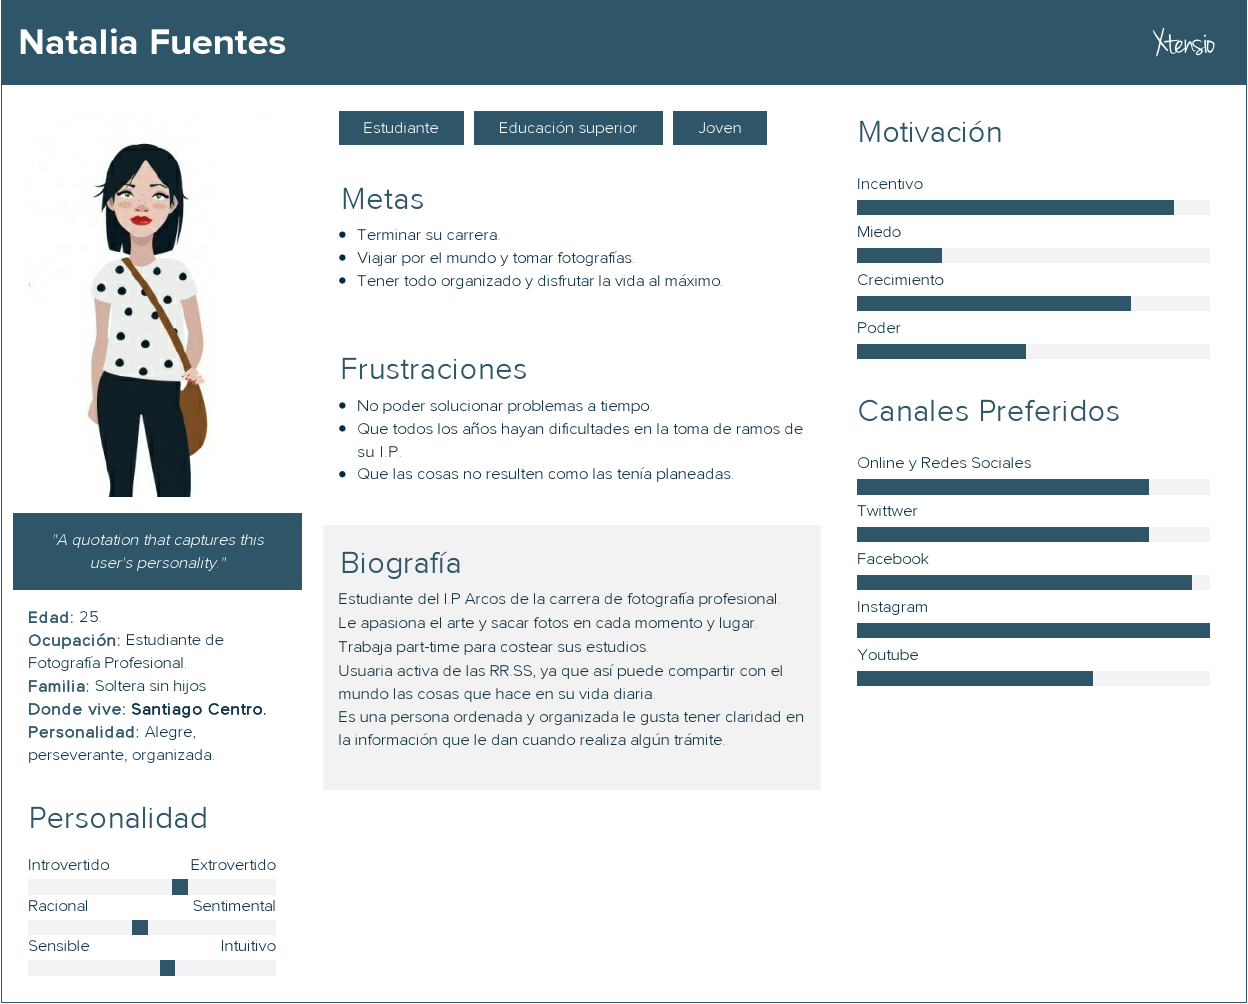 Natalia Fuentes
Xtensio
"A quotation that captures this
user's personality."
Edad: 25.
Ocupación: Estudiante de
Fotografía Profesional.
Familia: Soltera sin hijos
Donde vive: Santiago Centro.
Personalidad: Alegre,
perseverante, organizada.
Personalidad
Introvertido Extrovertido
Racional Sentimental
Sensible Intuitivo
Estudiante Educación superior Joven
Metas
Terminar su carrera.
Viajar por el mundo y tomar fotografías.
Tener todo organizado y disfrutar la vida al máximo.
Frustraciones
No poder solucionar problemas a tiempo.
Que todos los años hayan dificultades en la toma de ramos de
su I.P.
Que las cosas no resulten como las tenía planeadas.
Biografía
Estudiante del I.P Arcos de la carrera de fotografía profesional.
Le apasiona el arte y sacar fotos en cada momento y lugar.
Trabaja part-time para costear sus estudios.
Usuaria activa de las RR.SS, ya que así puede compartir con el
mundo las cosas que hace en su vida diaria.
Es una persona ordenada y organizada le gusta tener claridad en
la información que le dan cuando realiza algún trámite.
Motivación
Incentivo
Miedo
Crecimiento
Poder
Canales Preferidos
Online y Redes Sociales
Twittwer
Facebook
Instagram
Youtube